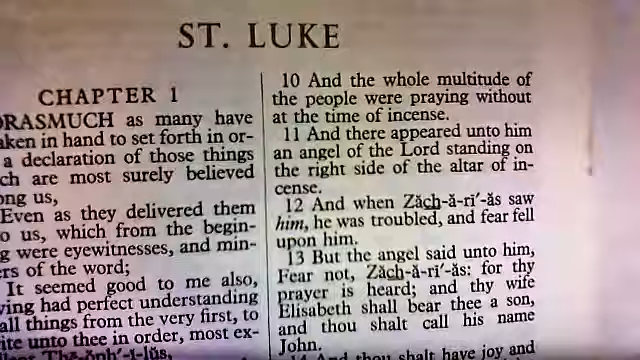 ST. LUKE
CHAPTER 1
ORASMUCH as many have
aken in hand to set forth in or-
a declaration of those things
ch are most surely believed
ong us,
Even as they delivered them
o us, which from the begin-
g were eyewitnesses, and min-
rs of the word;
It seemed good to me also,
ving had perfect understanding
all things from the very first, to
ite unto thee in order, most ex-
Thē-ŏph´-ĭ-lŭs,
10 And the whole multitude of
the people were praying without
at the time of incense.
11 And there appeared unto him
an angel of the Lord standing on
the right side of the altar of in-
cense.
12 And when Zăch-ă-rī´-ăs saw
him, he was troubled, and fear fell
upon him.
13 But the angel said unto him,
Fear not, Zăch-ă-rī´-ăs: for thy
prayer is heard; and thy wife
Elisabeth shall bear thee a son,
and thou shalt call his name
John.
14 And thou shalt have joy and